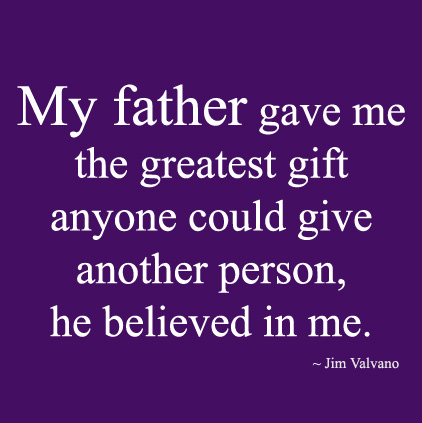 My father gave me
the greatest gift
anyone could give
another person,
he believed in me.
~ Jim Valvano